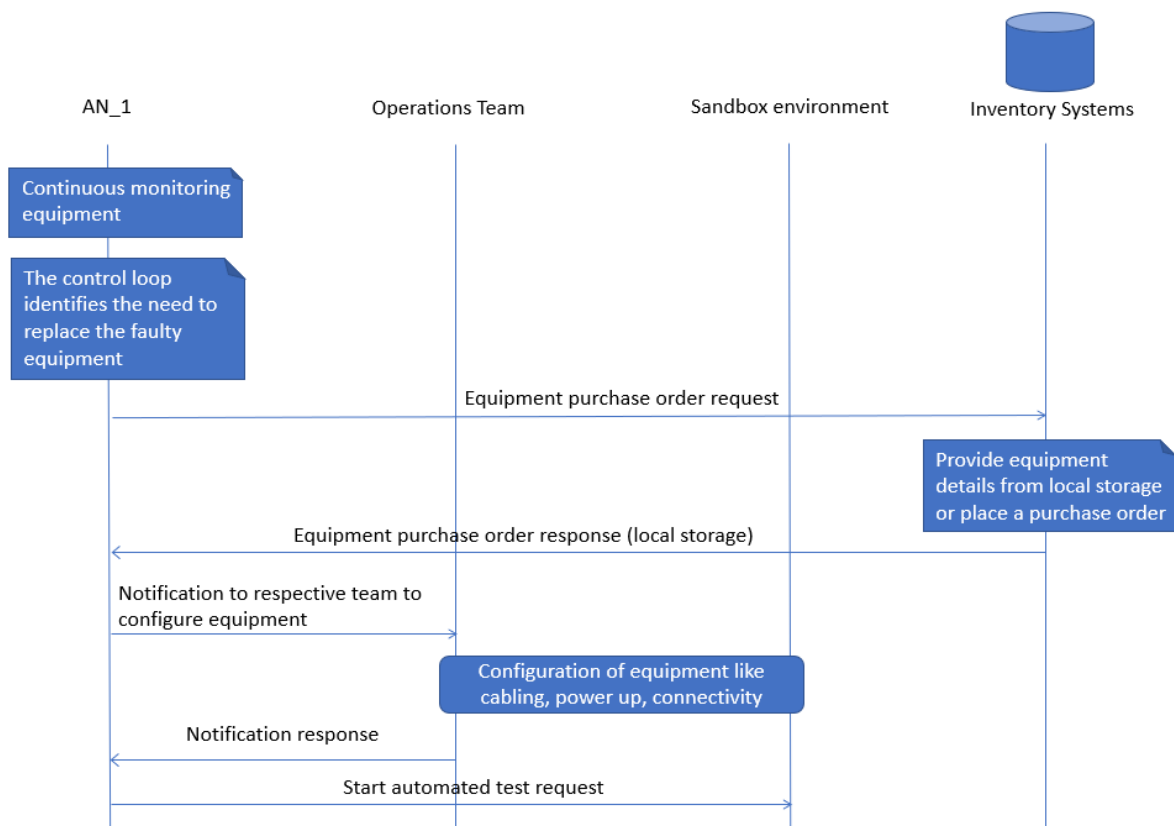 AN_1
Operations Team
Sandbox environment
Inventory Systems
Continuous monitoring
equipment
The control loop
identifies the need to
replace the faulty
equipment
Equipment purchase order request
Provide equipment
details from local storage
or place a purchase order
Equipment purchase order response (local storage)
Notification to respective team to
configure equipment
Configuration of equipment like
cabling, power up, connectivity
Notification response
Start automated test request